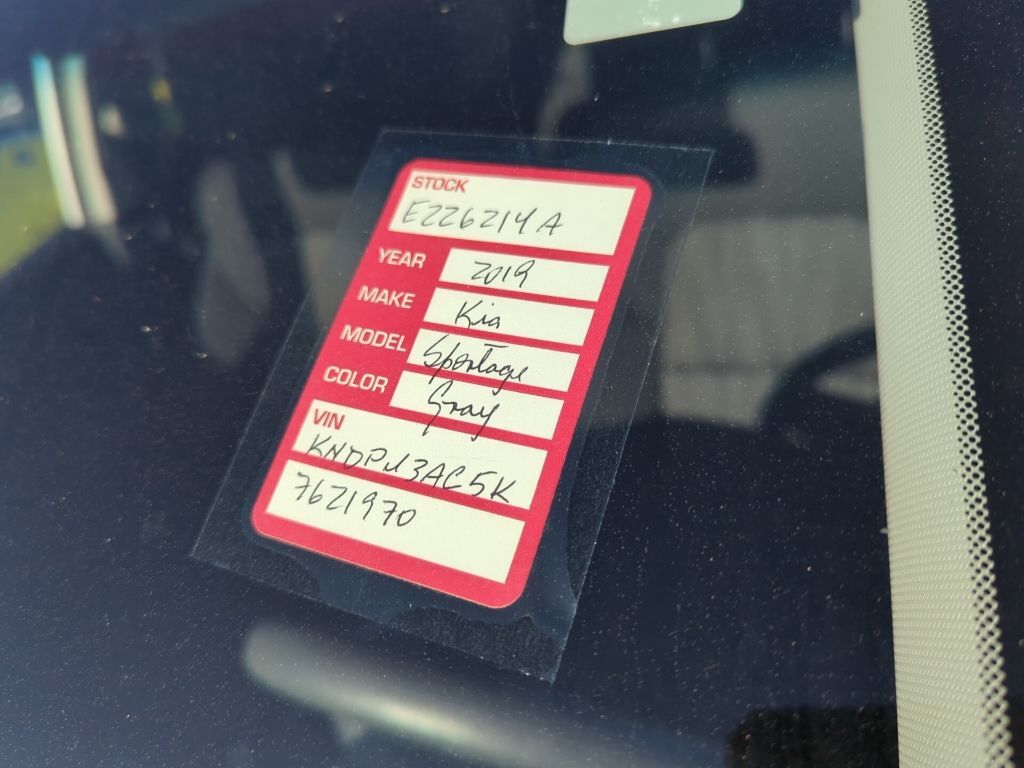 STOCK
E226214A
YEAR 2019
MAKE Kia
MODEL Sportage
COLOR Gray
VIN
KNDPM3AC5K
7621970